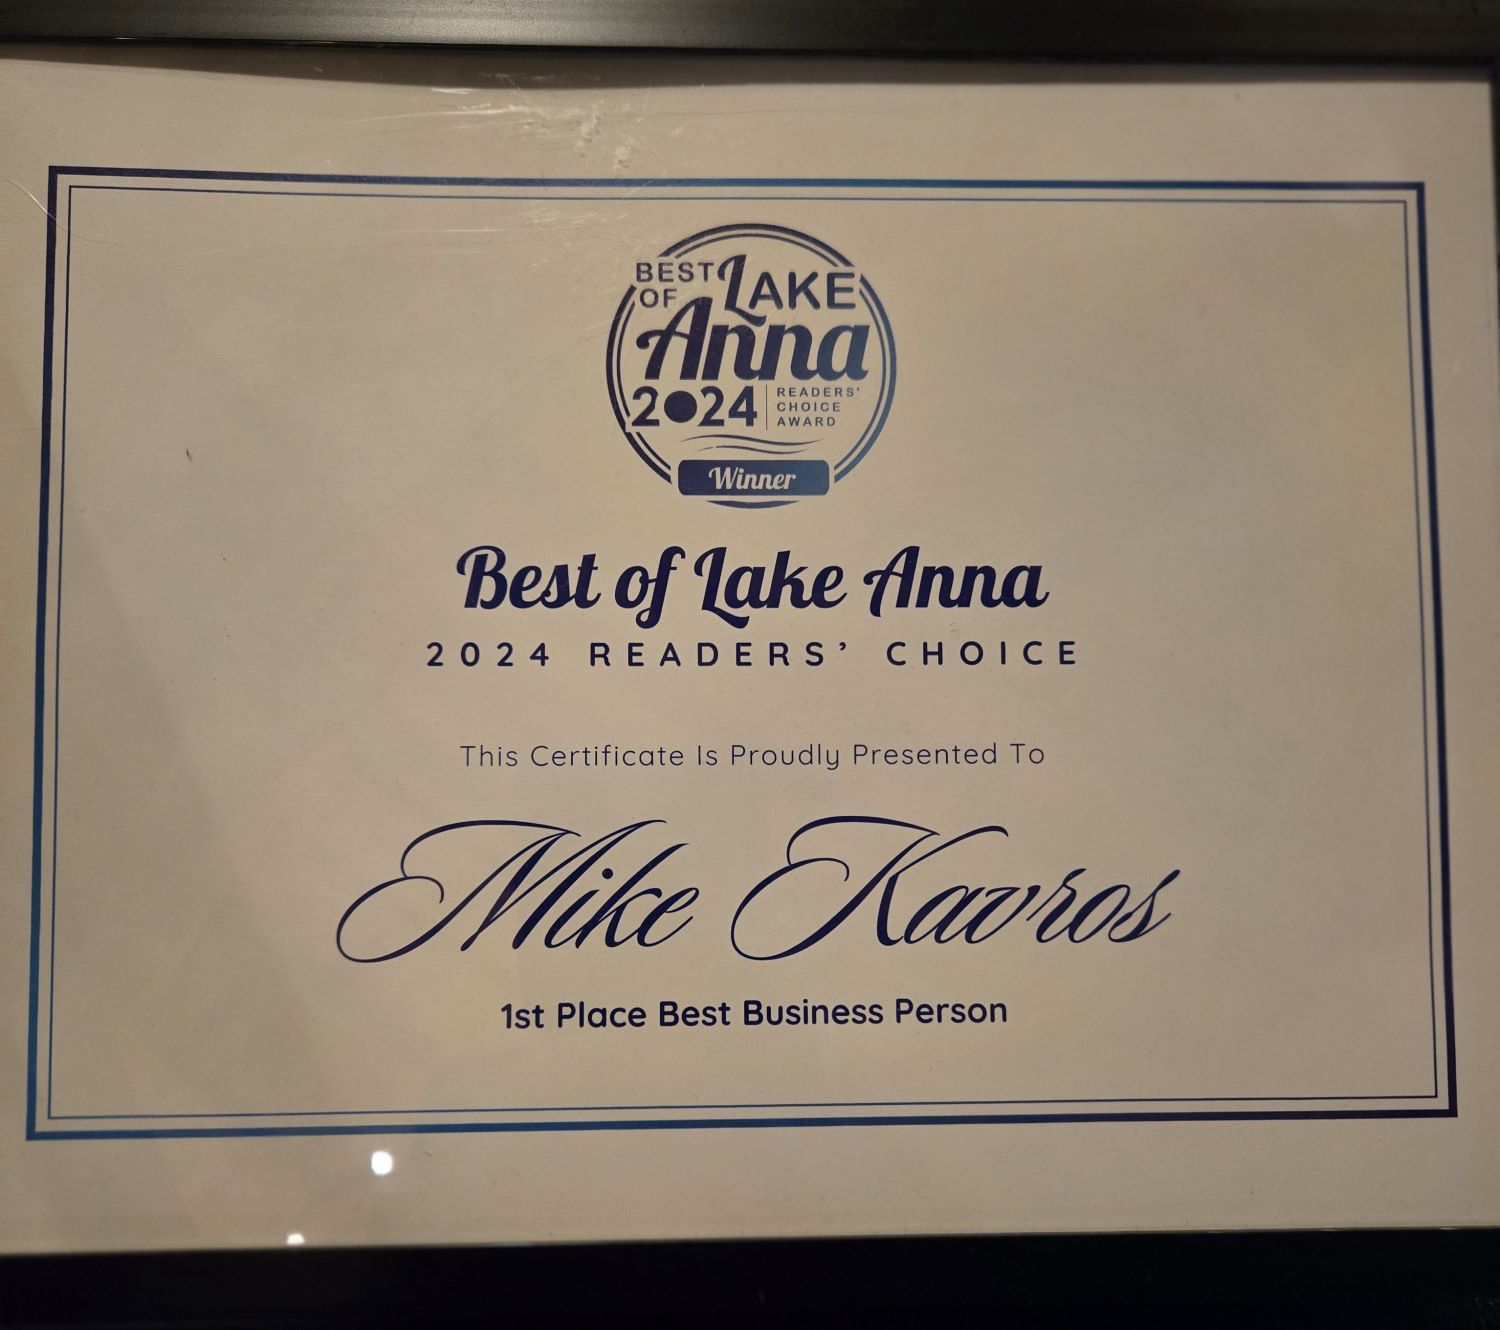 BEST OF LAKE
Anna
2024 READERS' CHOICE AWARD
Winner
Best of Lake Anna
2024 READERS' CHOICE
This Certificate Is Proudly Presented To
Mike Kavros
1st Place Best Business Person